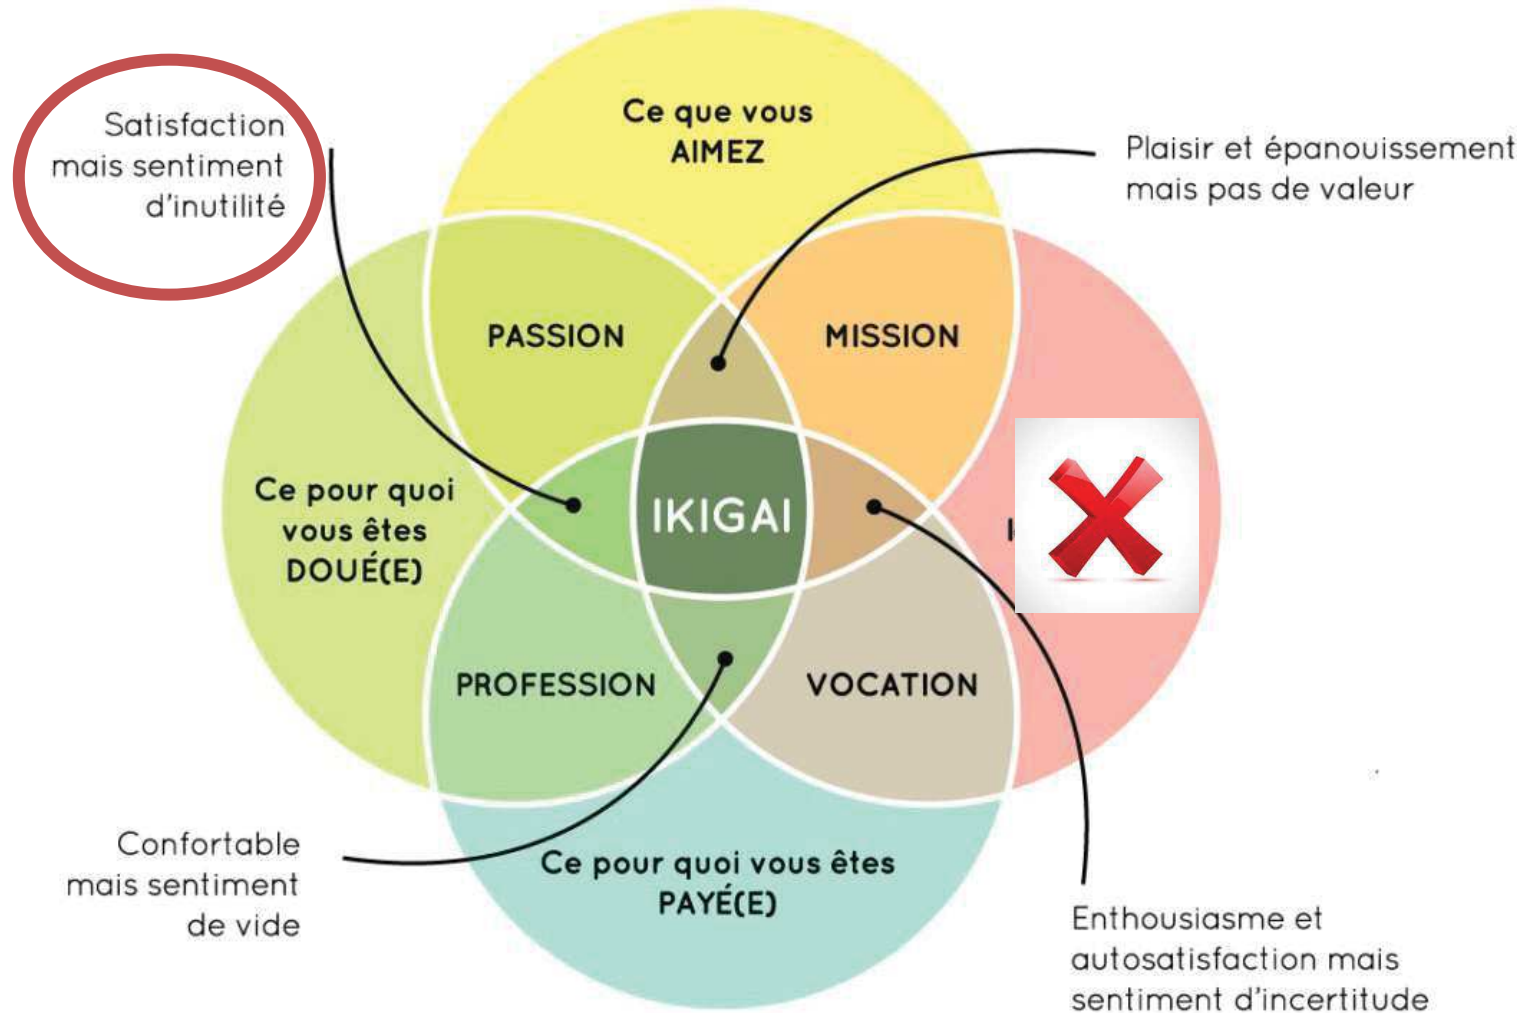 Ce que vous
AIMEZ
Satisfaction
mais sentiment
d'inutilité
Plaisir et épanouissement
mais pas de valeur
PASSION
MISSION
Ce pour quoi
vous êtes
DOUÉ(E)
IKIGAI
PROFESSION
VOCATION
Confortable
mais sentiment
de vide
Ce pour quoi vous êtes
PAYÉ(E)
Enthousiasme et
autosatisfaction mais
sentiment d'incertitude